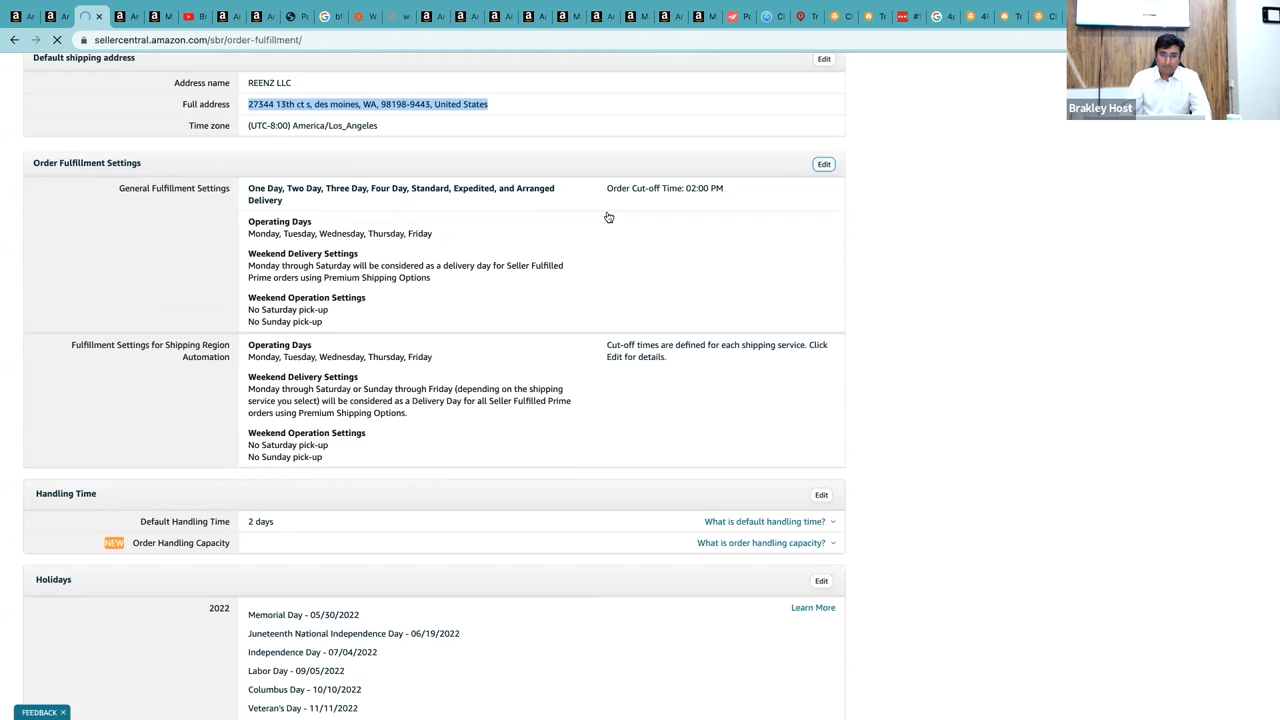 sellercentral.amazon.com/sbr/order-fulfillment/
Brakley Host
Default shipping address
Edit
Address name
REENZ LLC
Full address
27344 13th ct s, des moines, WA, 98198-9443, United States
Time zone
(UTC-8:00) America/Los_Angeles
Order Fulfillment Settings
Edit
General Fulfillment Settings
One Day, Two Day, Three Day, Four Day, Standard, Expedited, and Arranged
Delivery
Order Cut-off Time: 02:00 PM
Operating Days
Monday, Tuesday, Wednesday, Thursday, Friday
Weekend Delivery Settings
Monday through Saturday will be considered as a delivery day for Seller Fulfilled
Prime orders using Premium Shipping Options
Weekend Operation Settings
No Saturday pick-up
No Sunday pick-up
Fulfillment Settings for Shipping Region
Automation
Operating Days
Monday, Tuesday, Wednesday, Thursday, Friday
Cut-off times are defined for each shipping service. Click
Edit for details.
Weekend Delivery Settings
Monday through Saturday or Sunday through Friday (depending on the shipping
service you select) will be considered as a Delivery Day for all Seller Fulfilled Prime
orders using Premium Shipping Options.
Weekend Operation Settings
No Saturday pick-up
No Sunday pick-up
Handling Time
Edit
Default Handling Time
2 days
What is default handling time?
NEW Order Handling Capacity
What is order handling capacity?
Holidays
Edit
2022
Learn More
Memorial Day - 05/30/2022
Juneteenth National Independence Day - 06/19/2022
Independence Day - 07/04/2022
Labor Day - 09/05/2022
Columbus Day - 10/10/2022
Veteran's Day - 11/11/2022
FEEDBACK ×